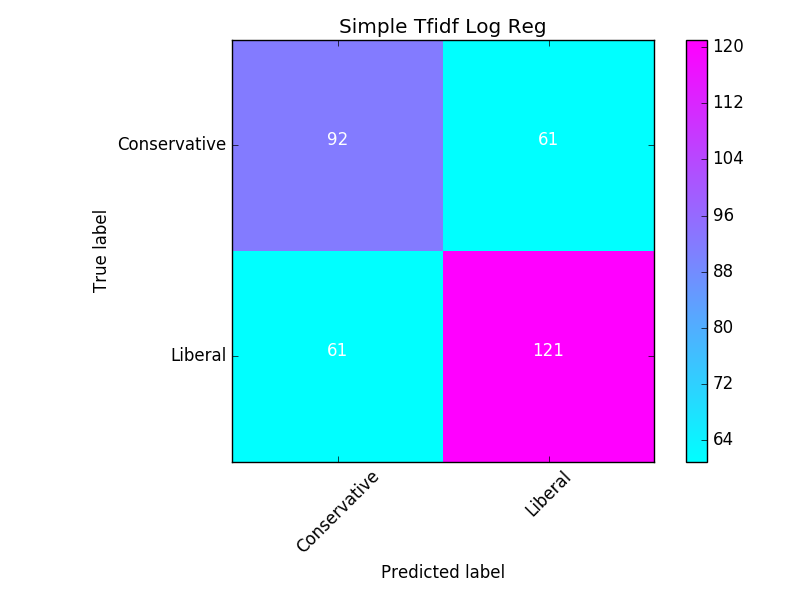 Simple Tfidf Log Reg
True label
Conservative
Liberal
92
61
61
121
Conservative
Liberal
Predicted label
120
112
104
96
88
80
72
64